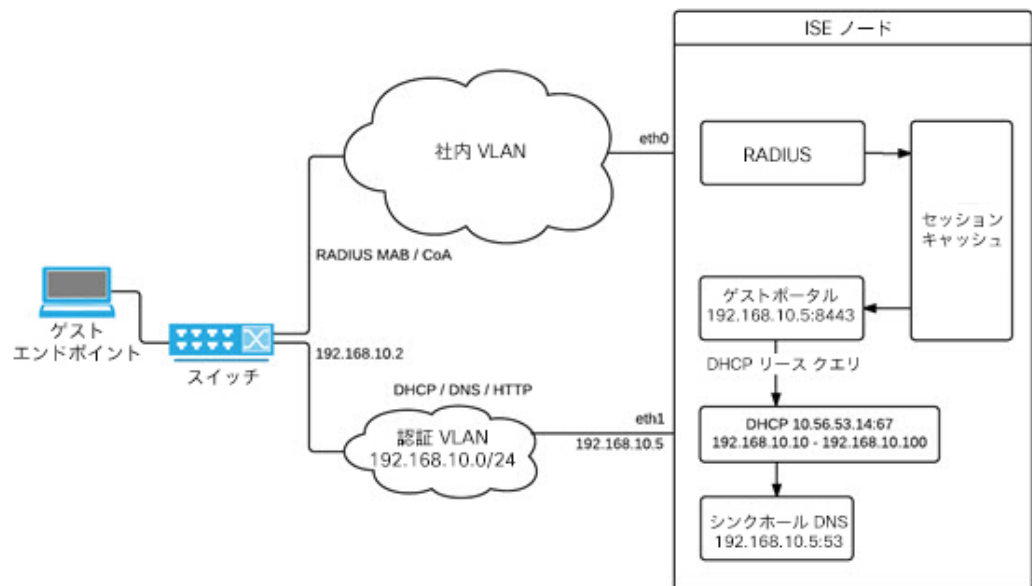 ISE ノード
社内 VLAN
eth0
RADIUS
セッション
キャッシュ
RADIUS MAB / CoA
ゲスト
エンドポイント
スイッチ
192.168.10.2
ゲストポータル
192.168.10.5:8443
DHCP リース クエリ
DHCP / DNS / HTTP
認証 VLAN
192.168.10.0/24
eth1
192.168.10.5
DHCP 10.56.53.14:67
192.168.10.10 - 192.168.10.100
シンクホール DNS
192.168.10.5:53